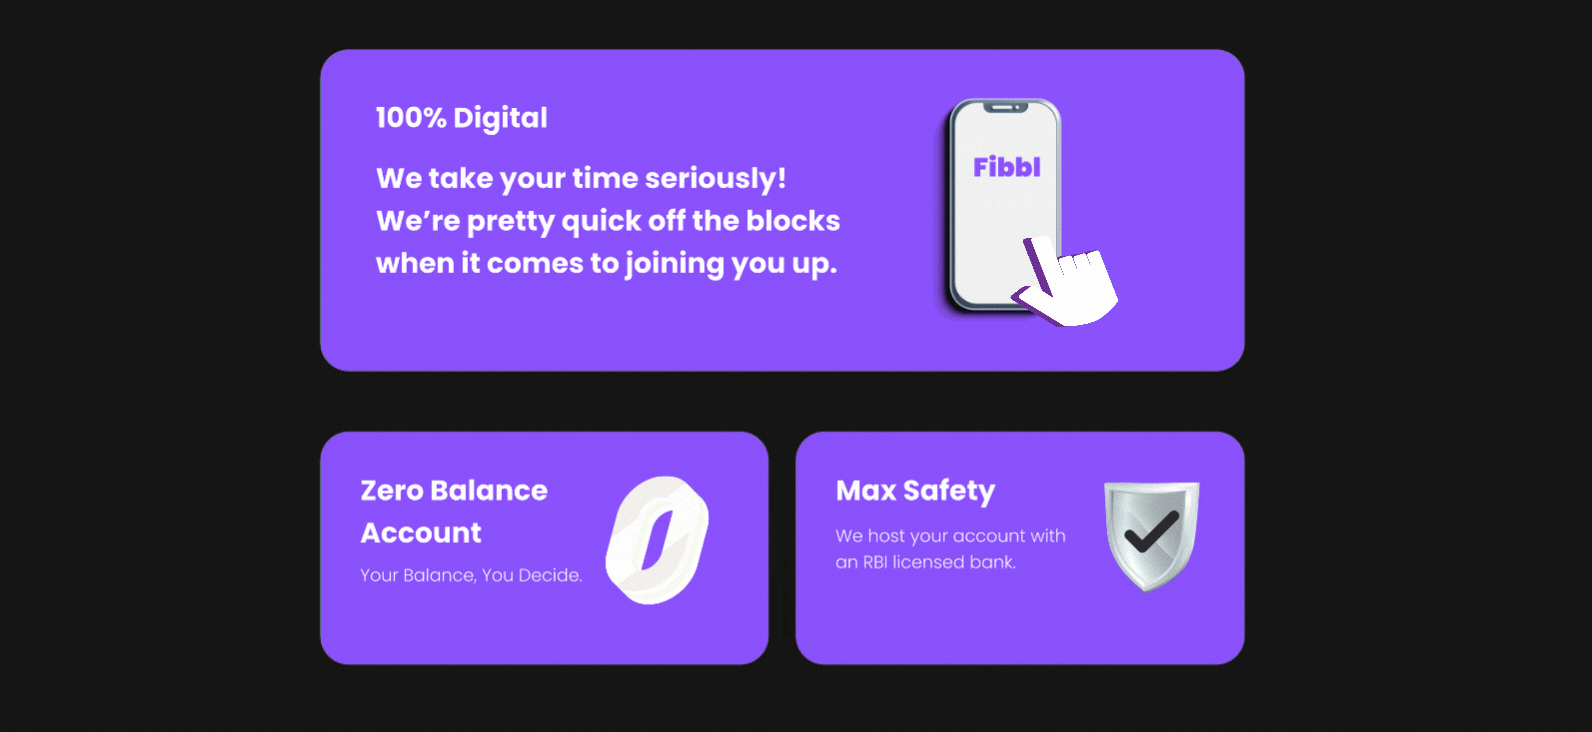 100% Digital
We take your time seriously!
We’re pretty quick off the blocks
when it comes to joining you up.
Fibbl
Zero Balance
Account
Your Balance, You Decide.
0
Max Safety
We host your account with
an RBI licensed bank.